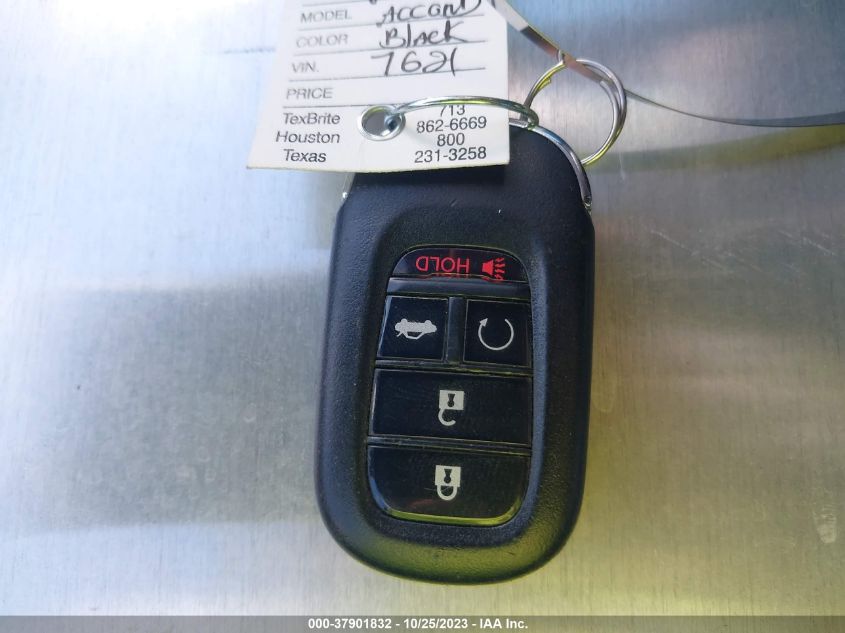 MODEL Accord
COLOR Black
VIN. 7621
PRICE
713
TexBrite 862-6669
Houston 800
Texas 231-3258
HOLD
000-37901832 - 10/25/2023 - IAA Inc.